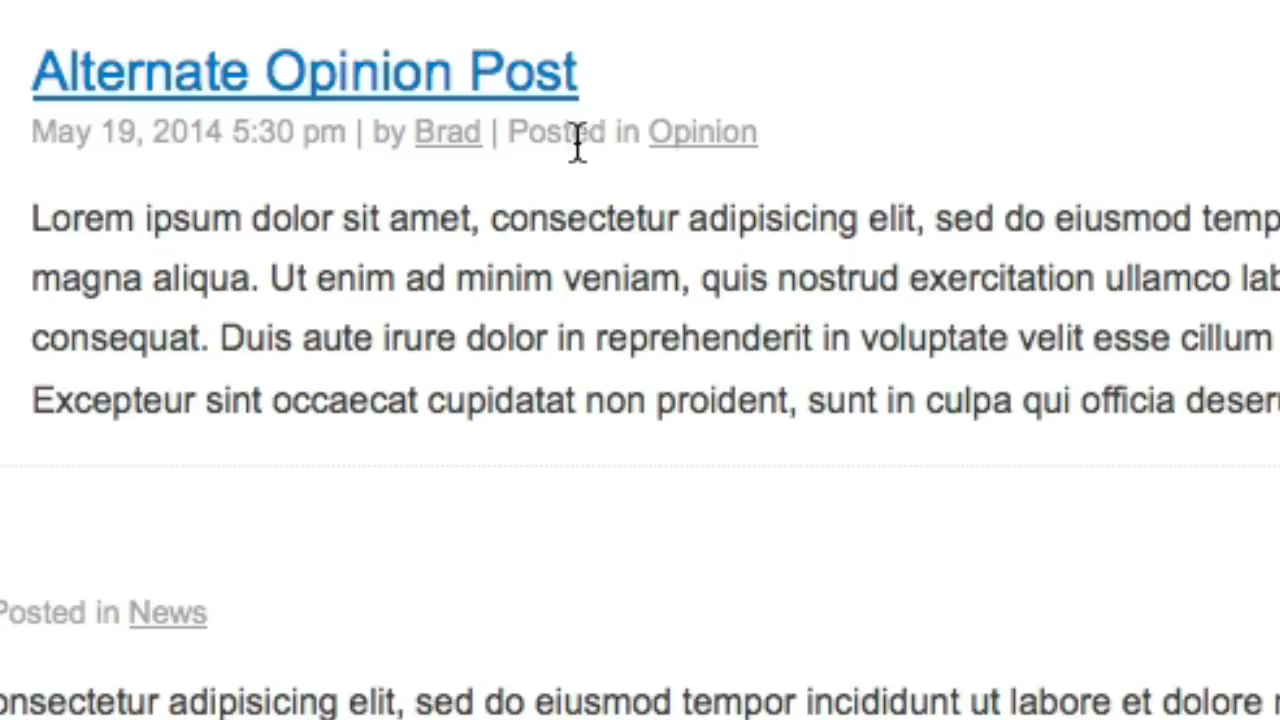 Alternate Opinion Post
May 19, 2014 5:30 pm | by Brad | Posted in Opinion
Lorem ipsum dolor sit amet, consectetur adipisicing elit, sed do eiusmod temp
magna aliqua. Ut enim ad minim veniam, quis nostrud exercitation ullamco lab
consequat. Duis aute irure dolor in reprehenderit in voluptate velit esse cillum
Excepteur sint occaecat cupidatat non proident, sunt in culpa qui officia deseru
Posted in News
onsectetur adipisicing elit, sed do eiusmod tempor incididunt ut labore et dolore